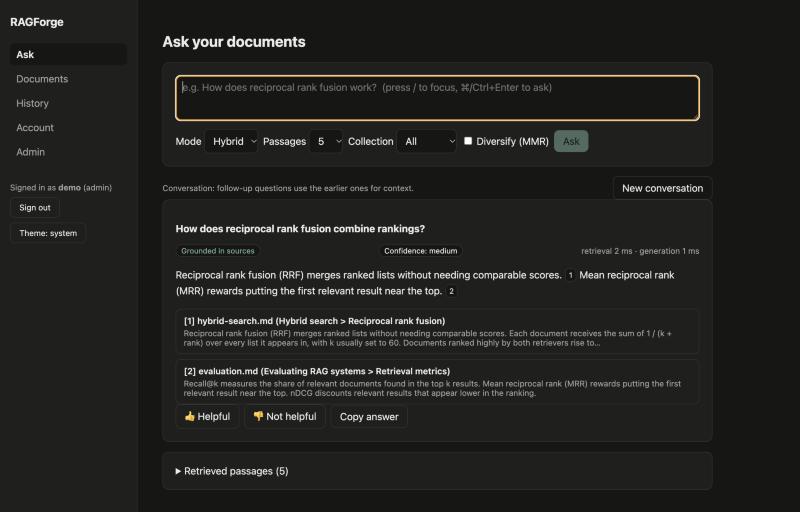 RAGForge
Ask
Documents
History
Account
Admin
Signed in as demo (admin)
Sign out
Theme: system
Ask your documents
e.g. How does reciprocal rank fusion work? (press / to focus, ⌘/Ctrl+Enter to ask)
Mode Hybrid Passages 5 Collection All Diversify (MMR) Ask
Conversation: follow-up questions use the earlier ones for context. New conversation
How does reciprocal rank fusion combine rankings?
Grounded in sources Confidence: medium retrieval 2 ms · generation 1 ms
Reciprocal rank fusion (RRF) merges ranked lists without needing comparable scores. 1 Mean reciprocal rank
(MRR) rewards putting the first relevant result near the top. 2
[1] hybrid-search.md (Hybrid search > Reciprocal rank fusion)
Reciprocal rank fusion (RRF) merges ranked lists without needing comparable scores. Each document receives the sum of 1 / (k +
rank) over every list it appears in, with k usually set to 60. Documents ranked highly by both retrievers rise to…
[2] evaluation.md (Evaluating RAG systems > Retrieval metrics)
Recall@k measures the share of relevant documents found in the top k results. Mean reciprocal rank (MRR) rewards putting the first
relevant result near the top. nDCG discounts relevant results that appear lower in the ranking.
👍 Helpful 👎 Not helpful Copy answer
▶ Retrieved passages (5)